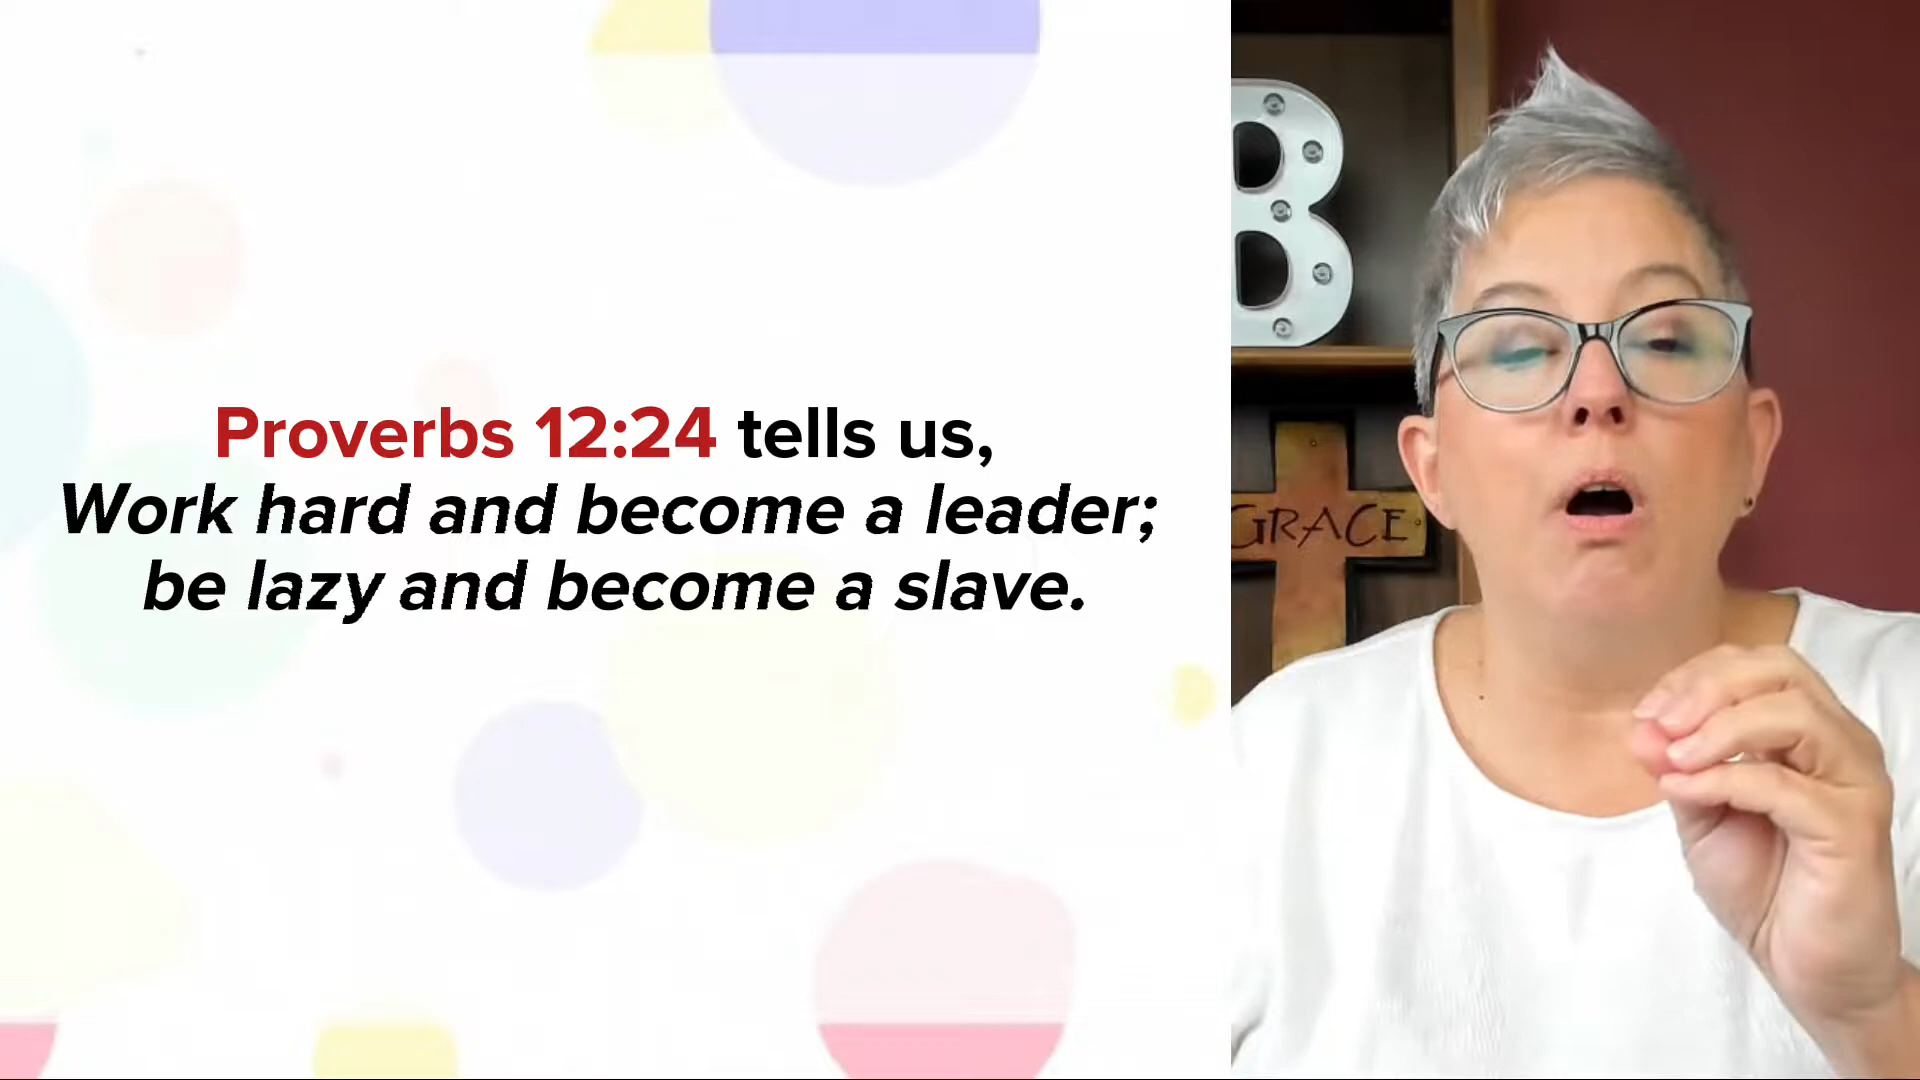 Proverbs 12:24 tells us,
Work hard and become a leader;
be lazy and become a slave.
B
GRACE